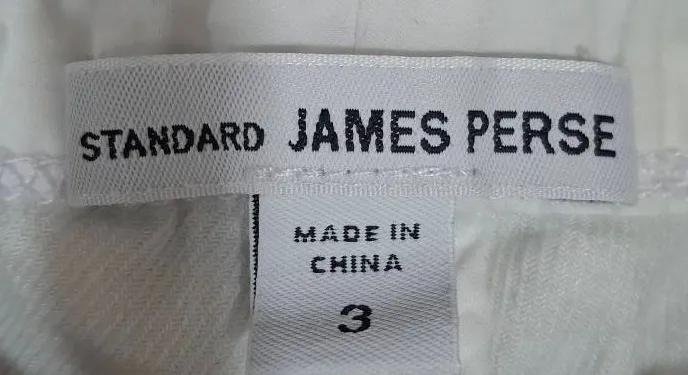 STANDARD JAMES PERSE
MADE IN
CHINA
3